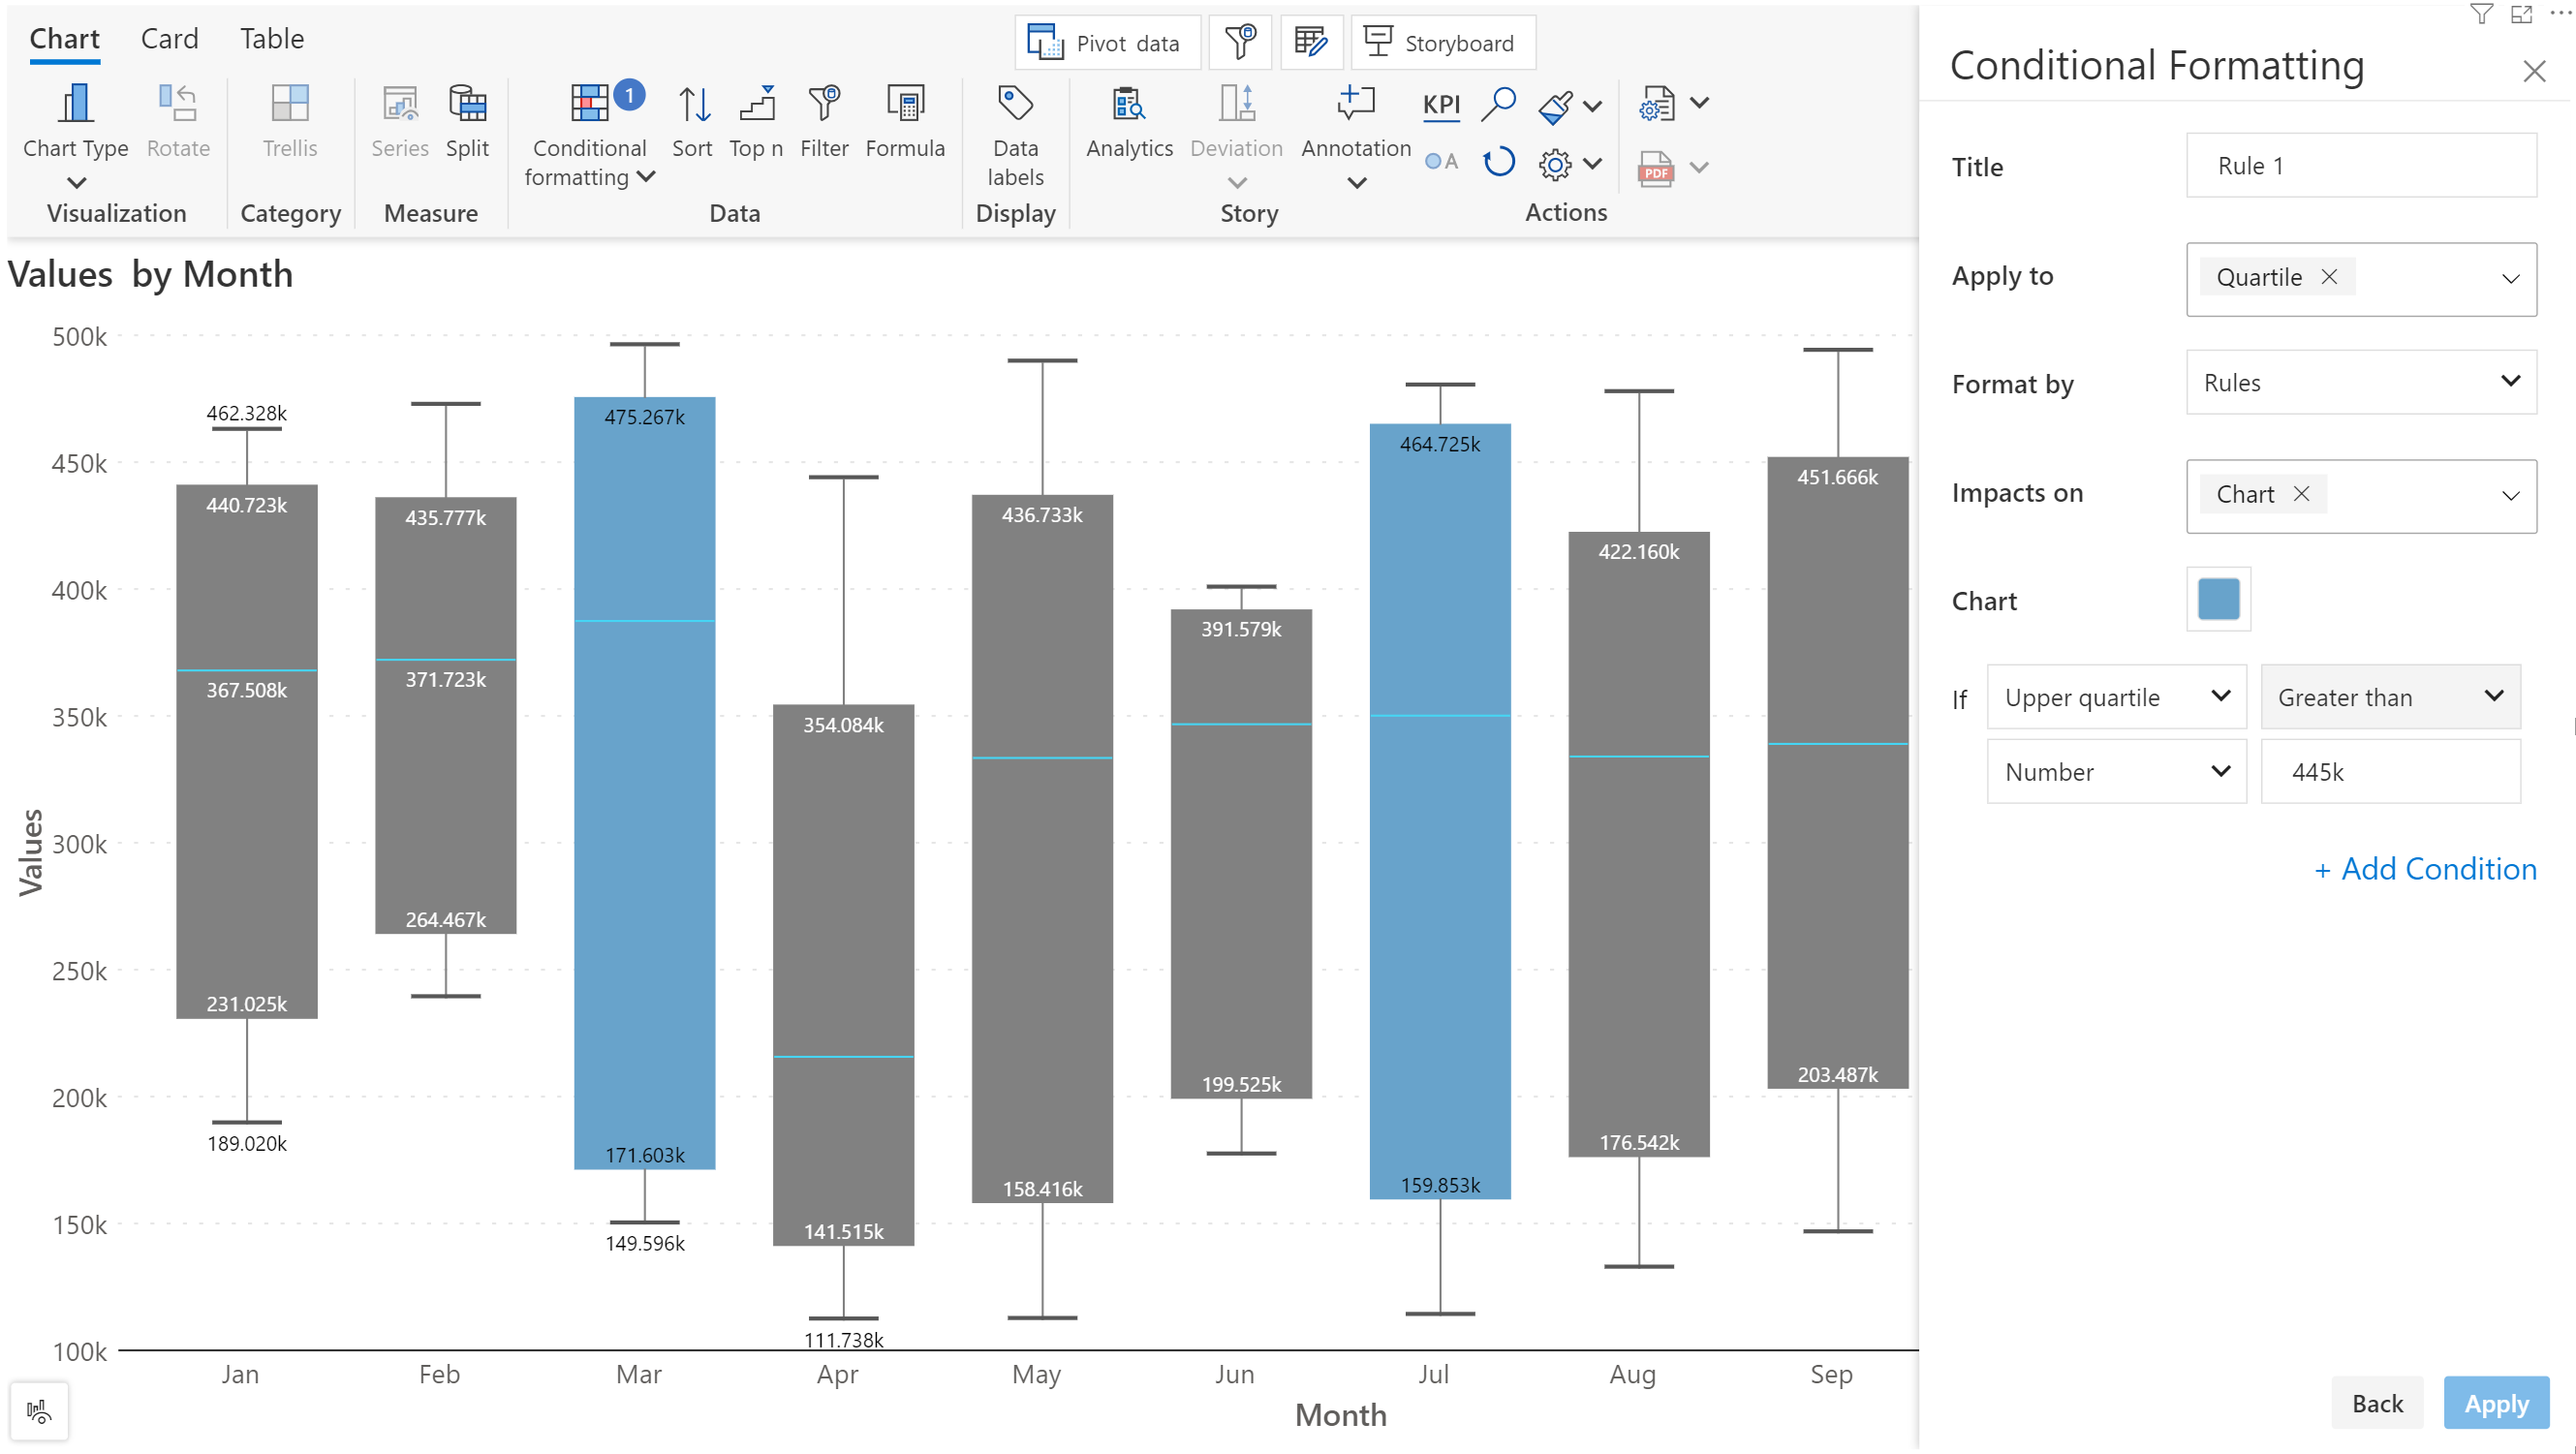 Chart Card Table
Pivot data Storyboard
Conditional Formatting
1
KPI
Chart Type Rotate Trellis Series Split Conditional formatting Sort Top n Filter Formula Data labels Analytics Deviation Annotation A PDF
Visualization Category Measure Data Display Story Actions
Title Rule 1
Apply to Quartile
Format by Rules
Impacts on Chart
Chart
If Upper quartile Greater than
Number 445k
+ Add Condition
Back Apply
Values by Month
500k
450k
400k
350k
300k
250k
200k
150k
100k
Values
462.328k
440.723k
367.508k
231.025k
189.020k
435.777k
371.723k
264.467k
475.267k
171.603k
149.596k
354.084k
141.515k
111.738k
436.733k
158.416k
391.579k
199.525k
464.725k
159.853k
422.160k
176.542k
451.666k
203.487k
Jan Feb Mar Apr May Jun Jul Aug Sep
Month